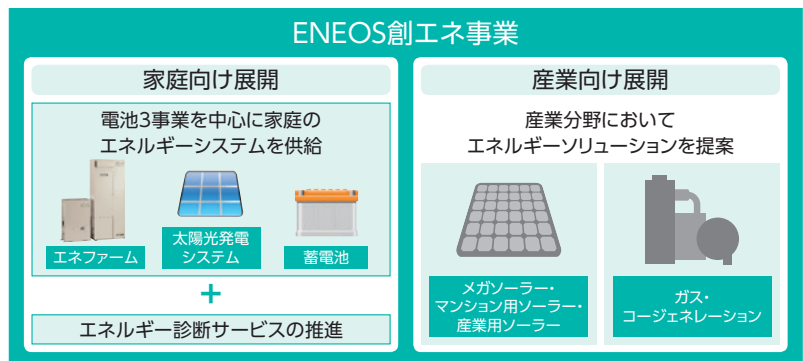 ENEOS創エネ事業
家庭向け展開
電池3事業を中心に家庭の
エネルギーシステムを供給
エネファーム
太陽光発電
システム
蓄電池
+
エネルギー診断サービスの推進
産業向け展開
産業分野において
エネルギーソリューションを提案
メガソーラー・
マンション用ソーラー・
産業用ソーラー
ガス・
コージェネレーション